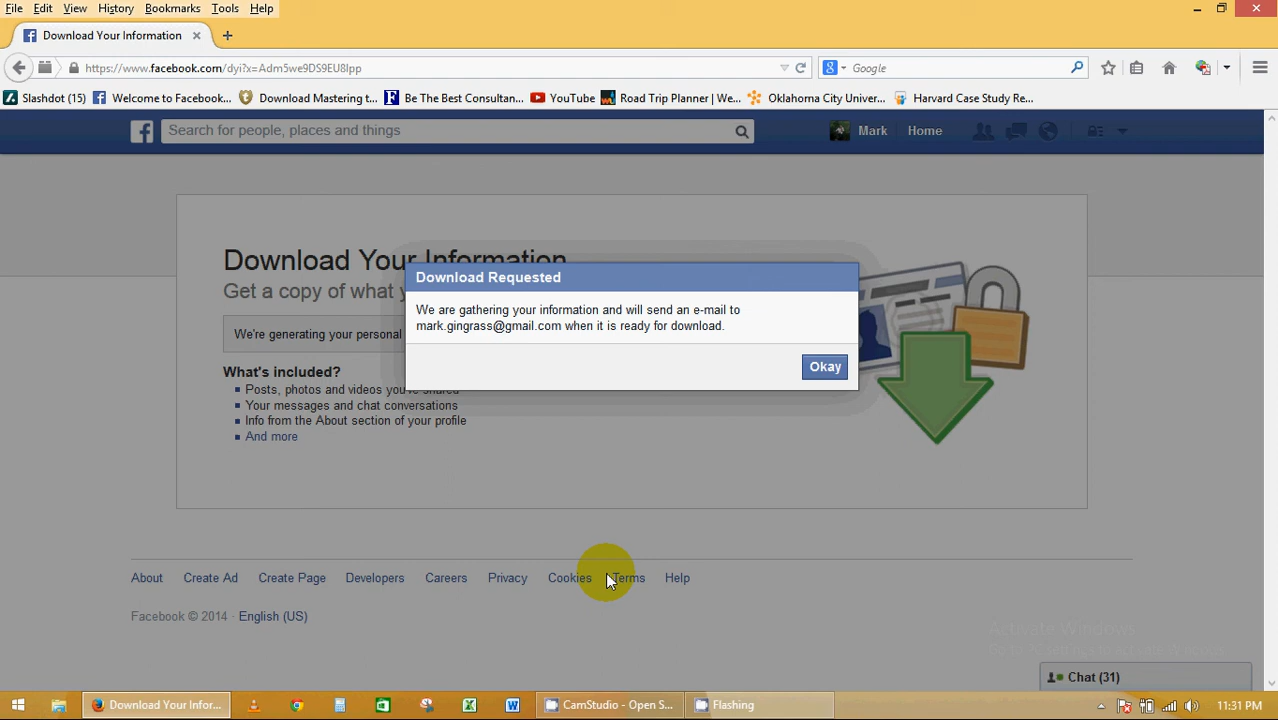 File Edit View History Bookmarks Tools Help
Download Your Information
https://www.facebook.com/dyi?x=Adm5we9DS9EU8lpp
Google
Slashdot (15) Welcome to Facebook... Download Mastering t... Be The Best Consultan... YouTube Road Trip Planner | We... Oklahoma City Univer... Harvard Case Study Re...
Search for people, places and things
Mark Home
Download Your Information
Get a copy of what y
Download Requested
We are gathering your information and will send an e-mail to
mark.gingrass@gmail.com when it is ready for download.
Okay
We're generating your personal
What's included?
Posts, photos and videos you've shared
Your messages and chat conversations
Info from the About section of your profile
And more
About Create Ad Create Page Developers Careers Privacy Cookies Terms Help
Facebook © 2014 · English (US)
Activate Windows
Chat (31)
Download Your Infor... CamStudio - Open S... Flashing 11:31 PM